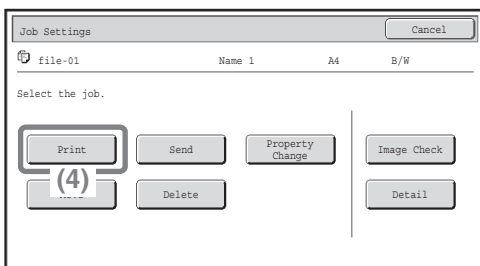 Job Settings Cancel
file-01 Name 1 A4 B/W
Select the job.
Print Send Property Change Image Check
(4) Delete Detail